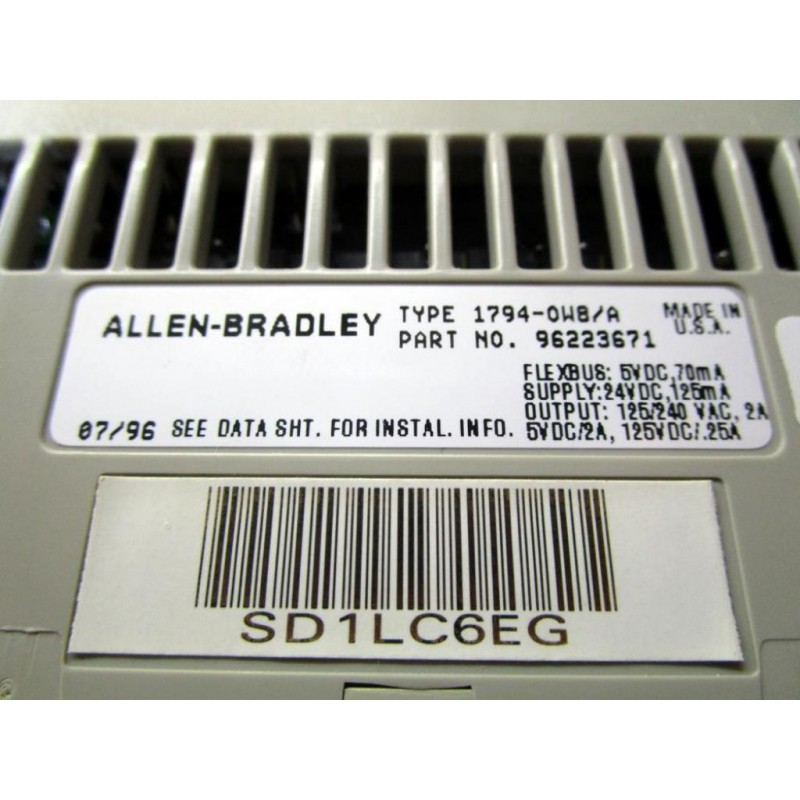 ALLEN-BRADLEY
TYPE 1794-OW8/A
PART NO. 96223671
MADE IN
U.S.A.
FLEXBUS: 5VDC,70mA
SUPPLY:24VDC,125mA
OUTPUT: 125/240 VAC, 2A
5VDC/2A, 125VDC/.25A
07/96 SEE DATA SHT. FOR INSTAL. INFO.
SD1LC6EG